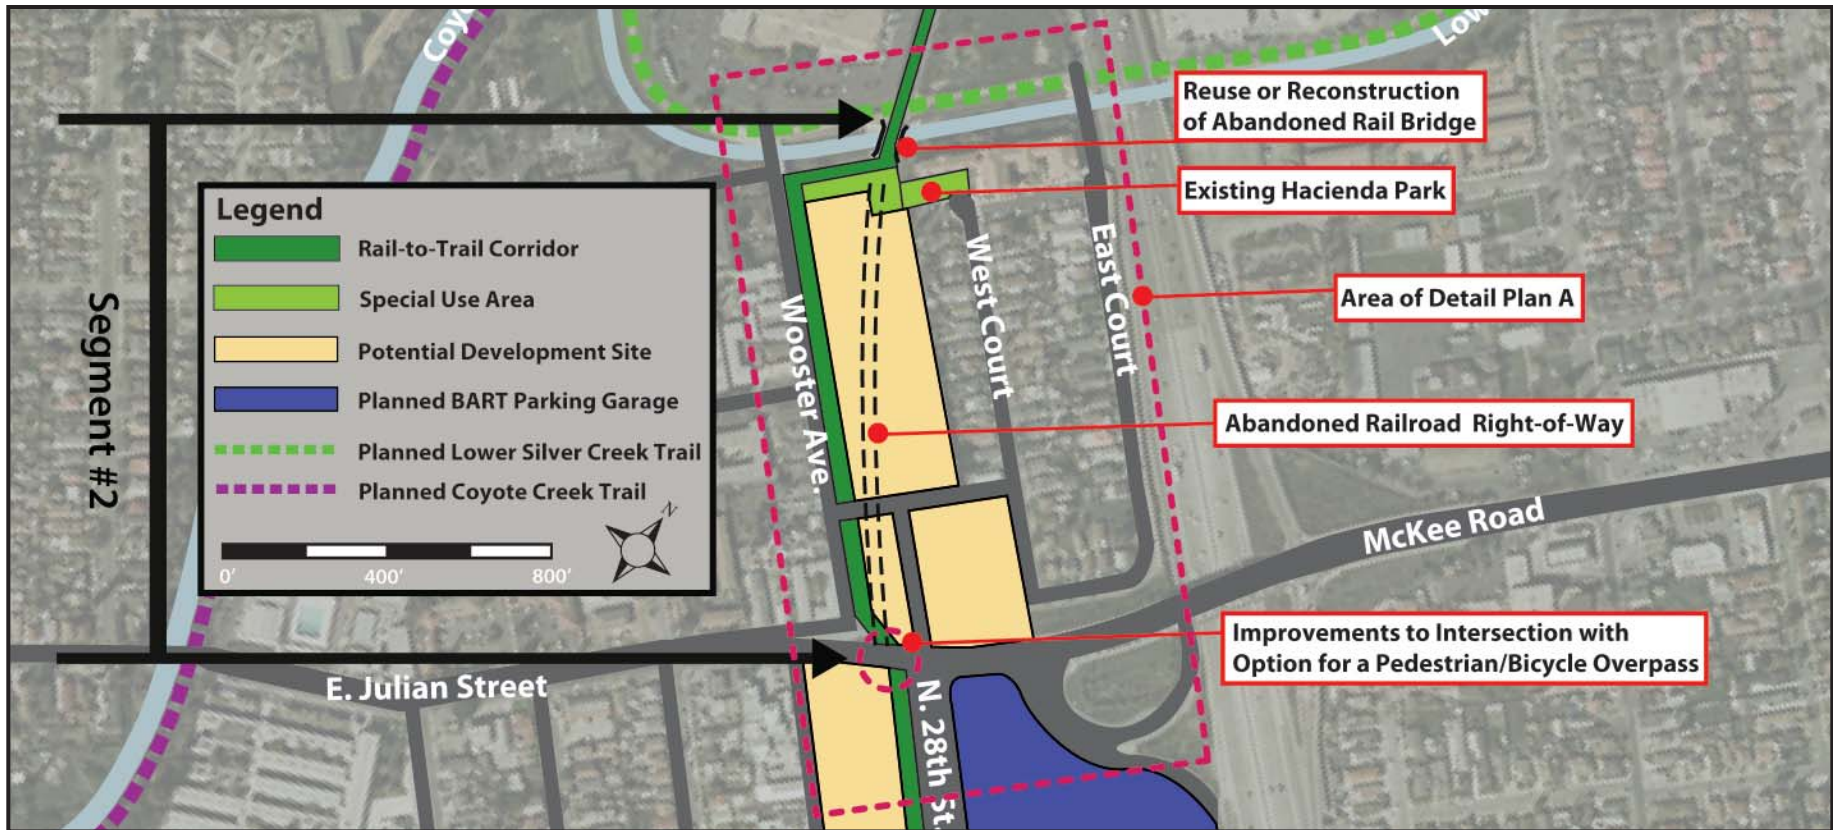 Coy
Low
Reuse or Reconstruction
of Abandoned Rail Bridge
Existing Hacienda Park
Legend
Rail-to-Trail Corridor
Special Use Area
Potential Development Site
Planned BART Parking Garage
Planned Lower Silver Creek Trail
Planned Coyote Creek Trail
N
0' 400' 800'
Segment #2
Wooster Ave.
West Court
East Court
Area of Detail Plan A
Abandoned Railroad Right-of-Way
McKee Road
Improvements to Intersection with
Option for a Pedestrian/Bicycle Overpass
E. Julian Street
N. 28th St.